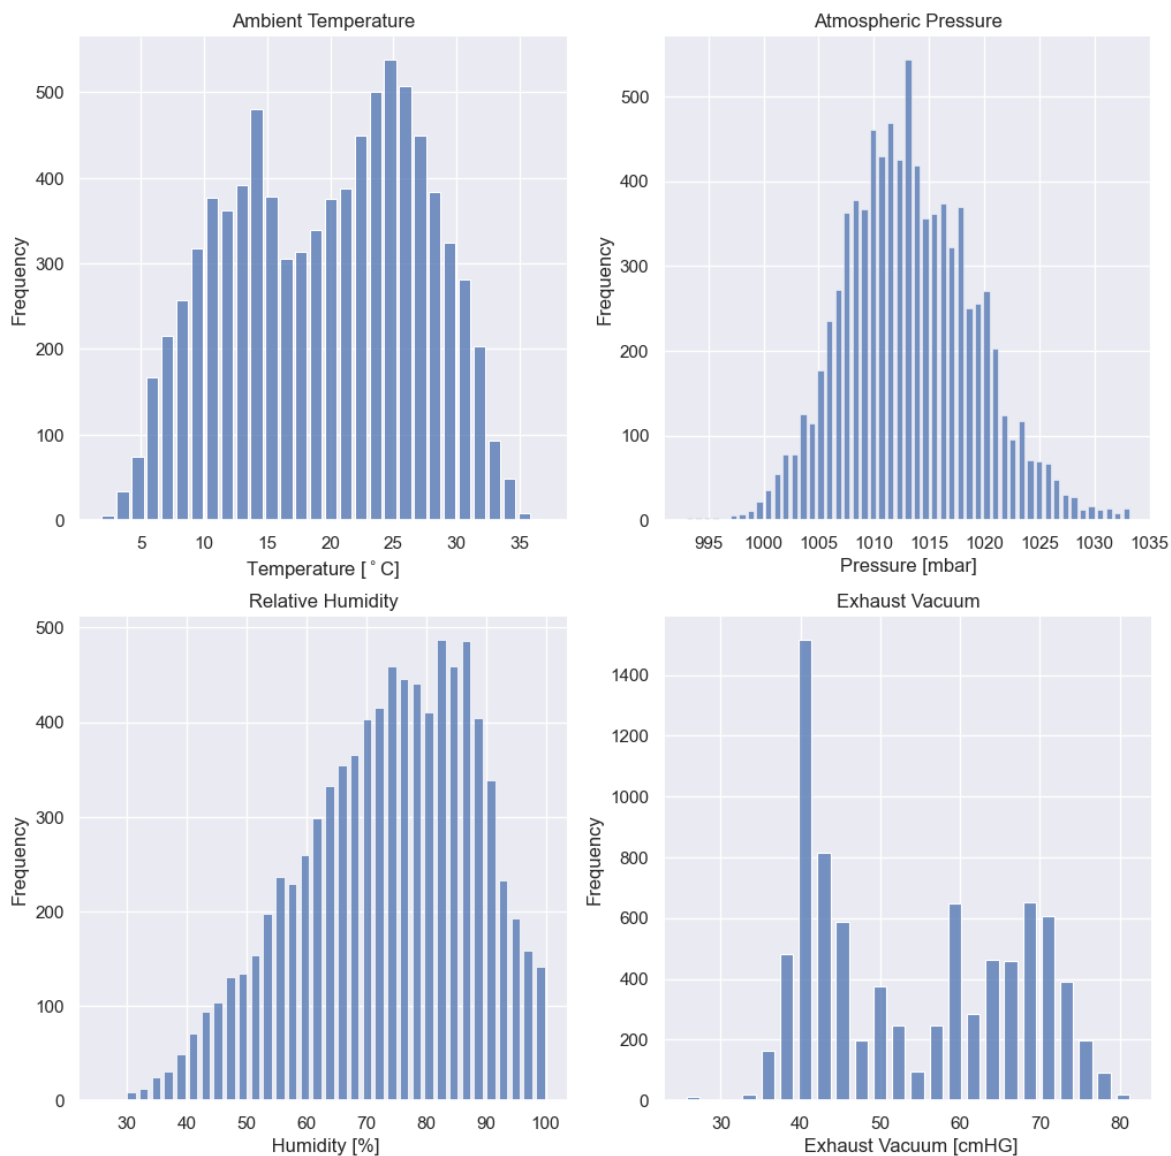 Ambient Temperature
500
400
300
200
100
0
Frequency
5 10 15 20 25 30 35
Temperature [ ° C]
Atmospheric Pressure
500
400
300
200
100
0
Frequency
995 1000 1005 1010 1015 1020 1025 1030 1035
Pressure [mbar]
Relative Humidity
500
400
300
200
100
0
Frequency
30 40 50 60 70 80 90 100
Humidity [%]
Exhaust Vacuum
1400
1200
1000
800
600
400
200
0
Frequency
30 40 50 60 70 80
Exhaust Vacuum [cmHG]